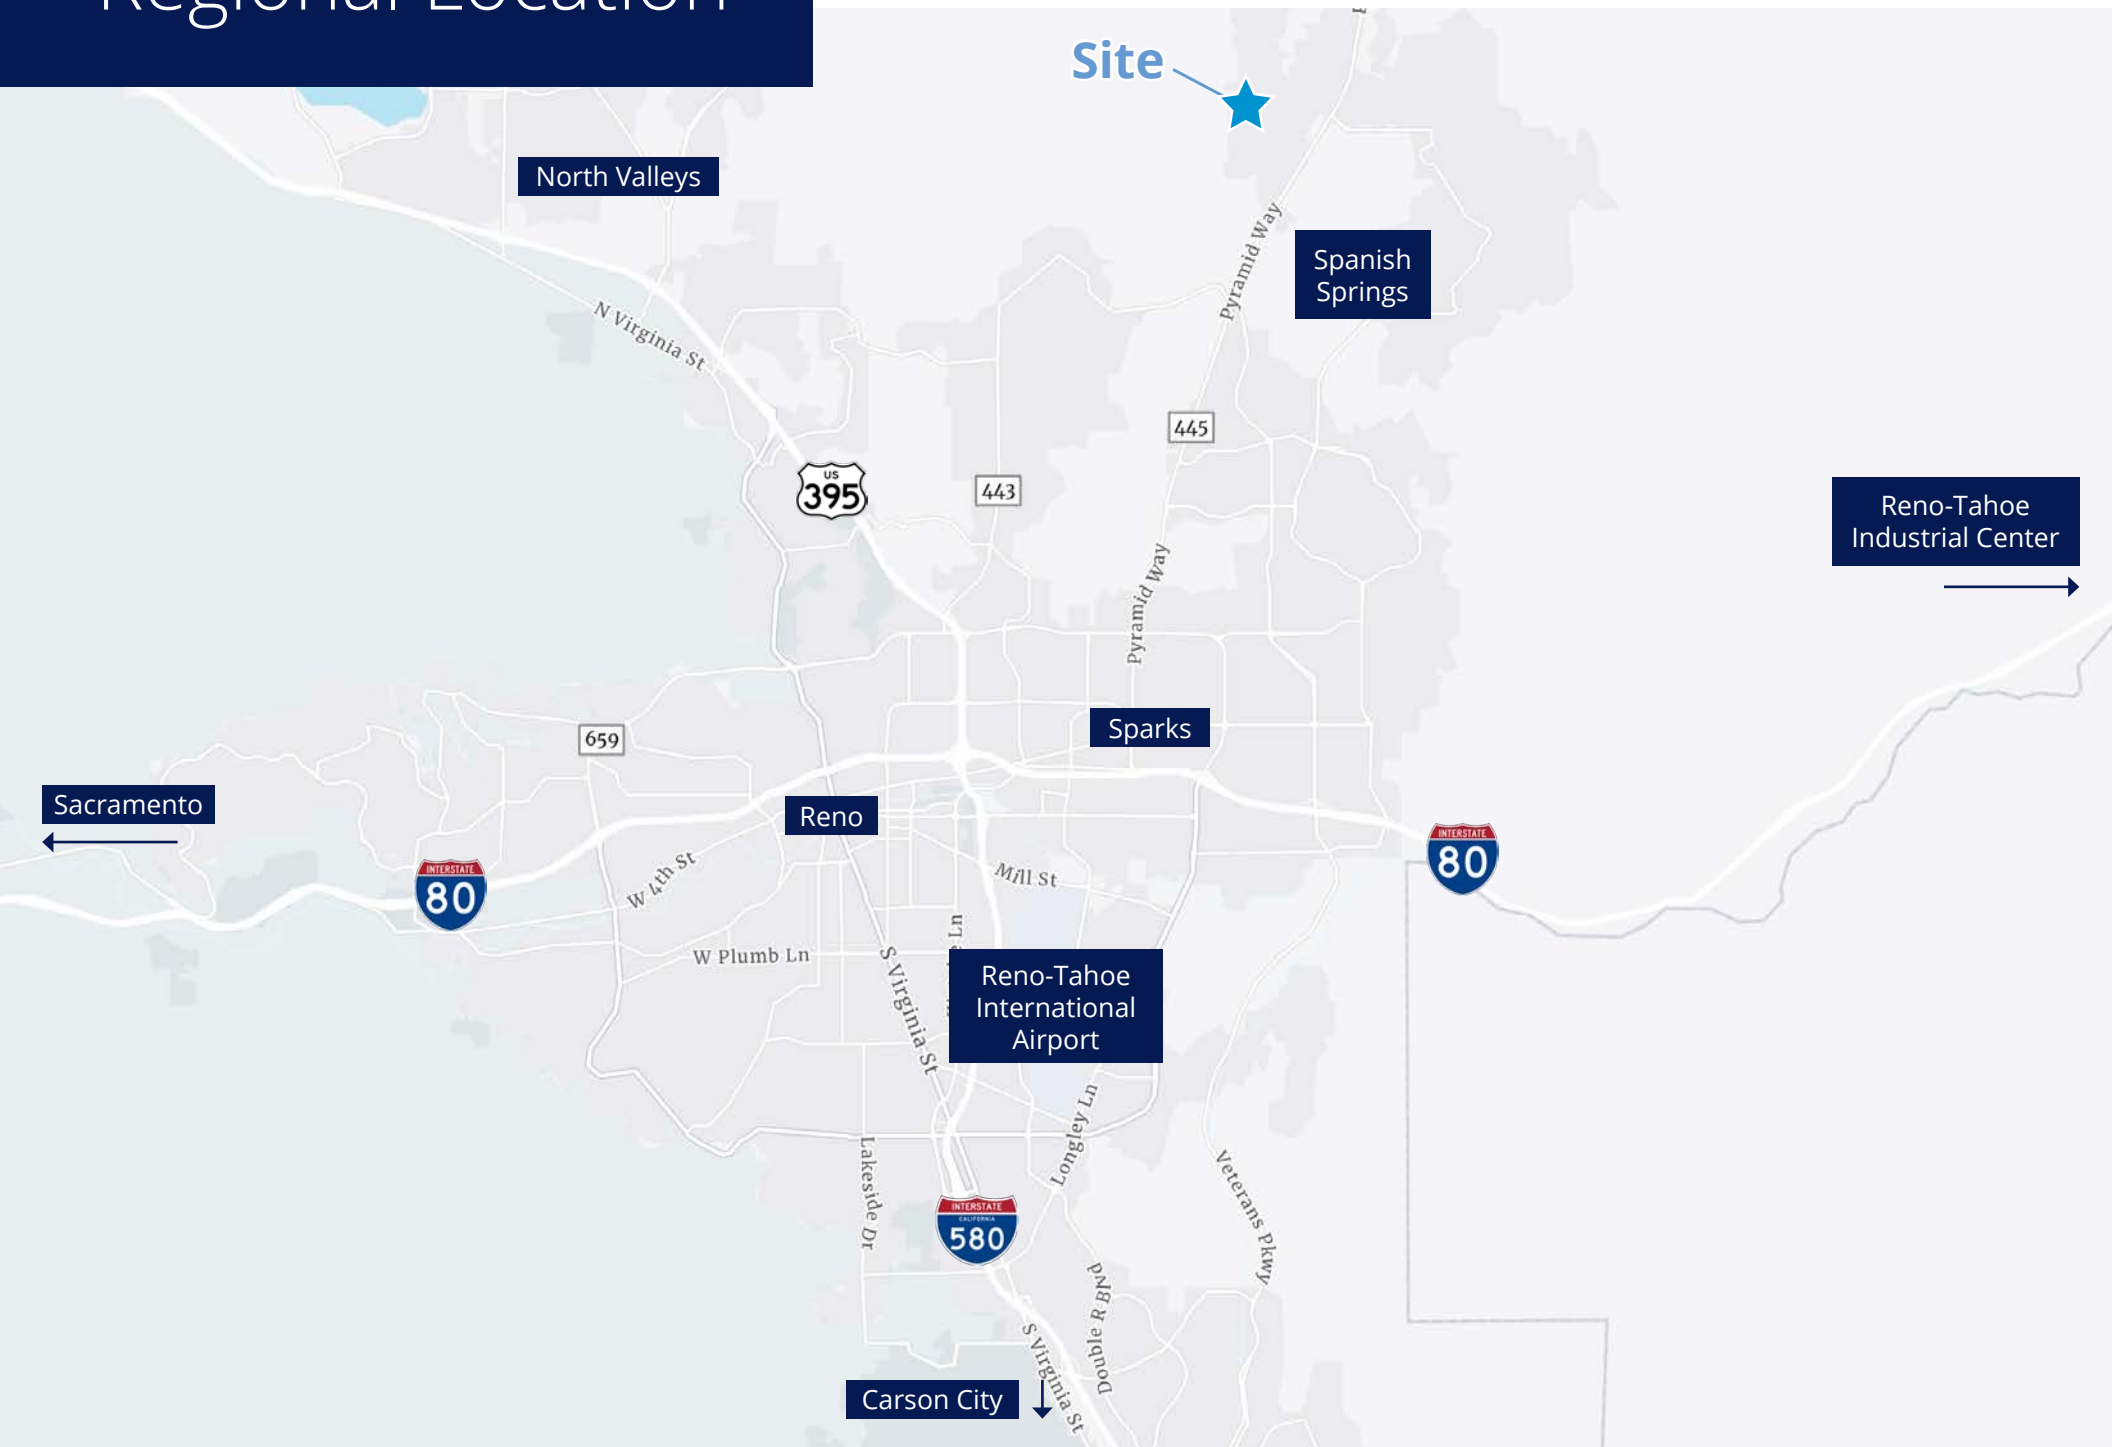 Regional Location
Site
North Valleys
Pyramid Way
Spanish
Springs
N Virginia St
445
US
395
443
Reno-Tahoe
Industrial Center
Pyramid Way
Sparks
659
Sacramento
Reno
INTERSTATE
80
INTERSTATE
80
W 4th St
Mill St
Ln
W Plumb Ln
S Virginia St
Reno-Tahoe
International
Airport
Longley Ln
Lakeside Dr
Veterans Pkwy
INTERSTATE
CALIFORNIA
580
Double R Blvd
S Virginia St
Carson City